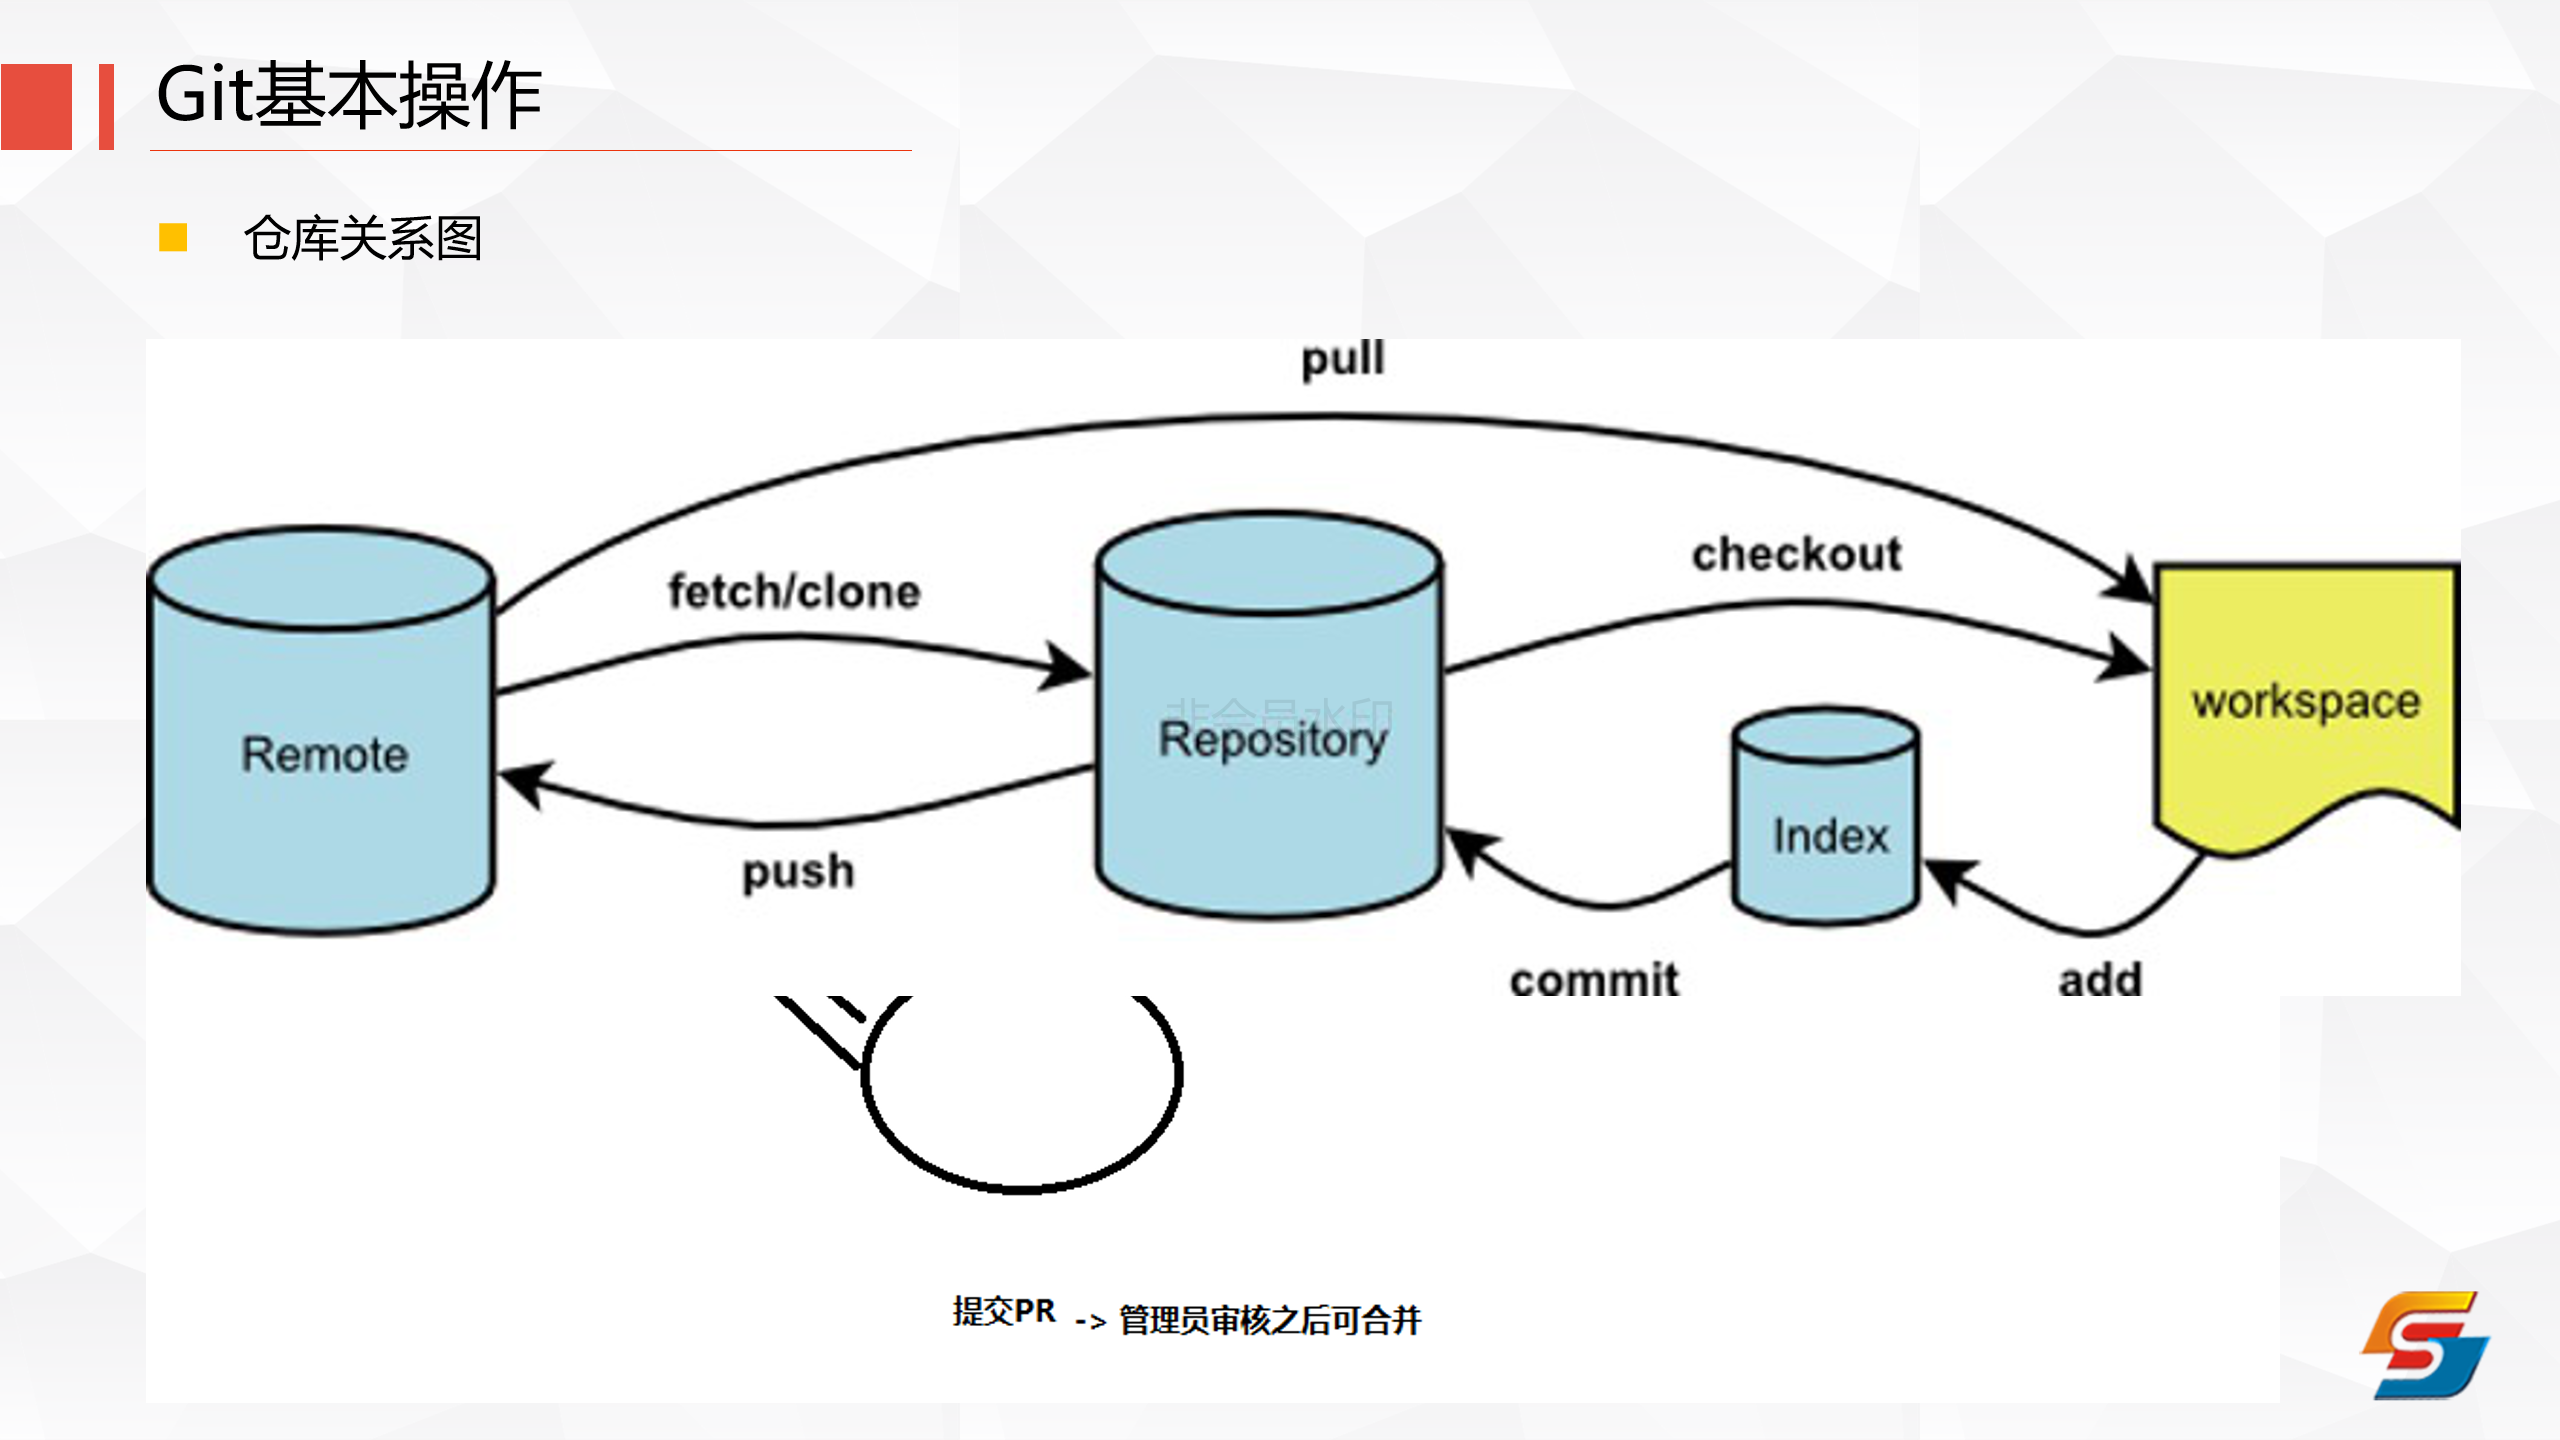 Git基本操作
仓库关系图
pull
fetch/clone
checkout
Remote
Repository
非会员水印
workspace
Index
push
commit
add
提交PR -> 管理员审核之后可合并